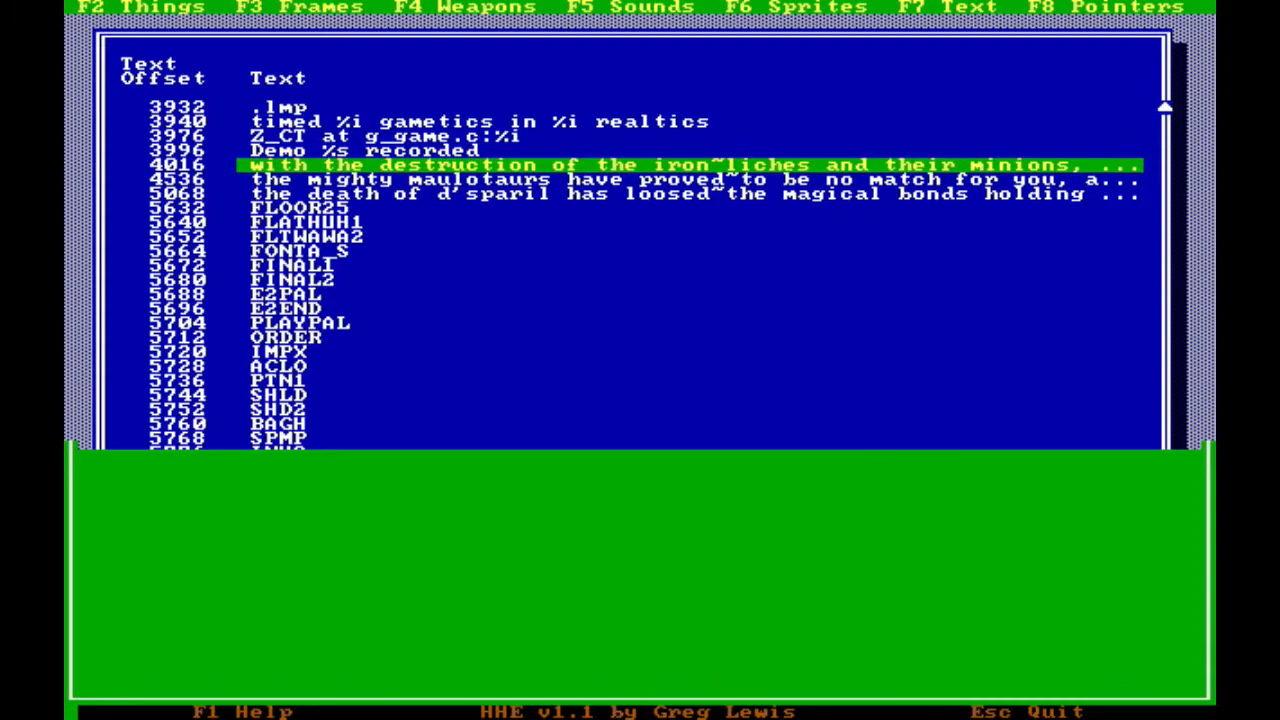 F2 Things F3 Frames F4 Weapons F5 Sounds F6 Sprites F7 Text F8 Pointers
Text
Offset Text
3932 .lmp
3940 timed %i gametics in %i realtics
3976 Z_CT at g_game.c:%i
3996 Demo %s recorded
4016 with the destruction of the iron~liches and their minions, ...
4536 the mighty maulotaurs have proved~to be no match for you, a...
5068 the death of d'sparil has loosed~the magical bonds holding ...
5632 FLOOR25
5640 FLATHUH1
5652 FLTWAWA2
5664 FONTA_S
5672 FINAL1
5680 FINAL2
5688 E2PAL
5696 E2END
5704 PLAYPAL
5712 ORDER
5720 IMPX
5728 ACLO
5736 PTN1
5744 SHLD
5752 SHD2
5760 BAGH
5768 SPMP
F1 Help HHE v1.1 by Greg Lewis Esc Quit